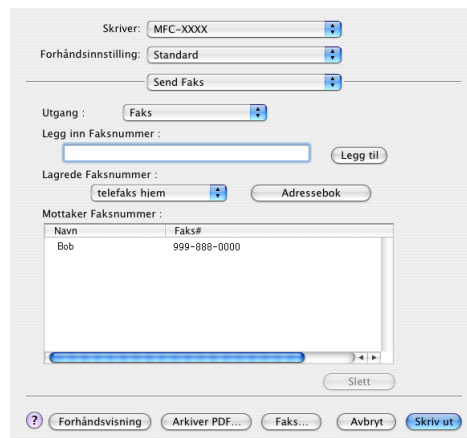 Skriver: MFC-XXXX
Forhåndsinnstilling: Standard
Send Faks
Utgang : Faks
Legg inn Faksnummer :
Legg til
Lagrede Faksnummer :
telefaks hjem Adressebok
Mottaker Faksnummer :
Navn Faks#
Bob 999-888-0000
Slett
? Forhåndsvisning Arkiver PDF... Faks... Avbryt Skriv ut